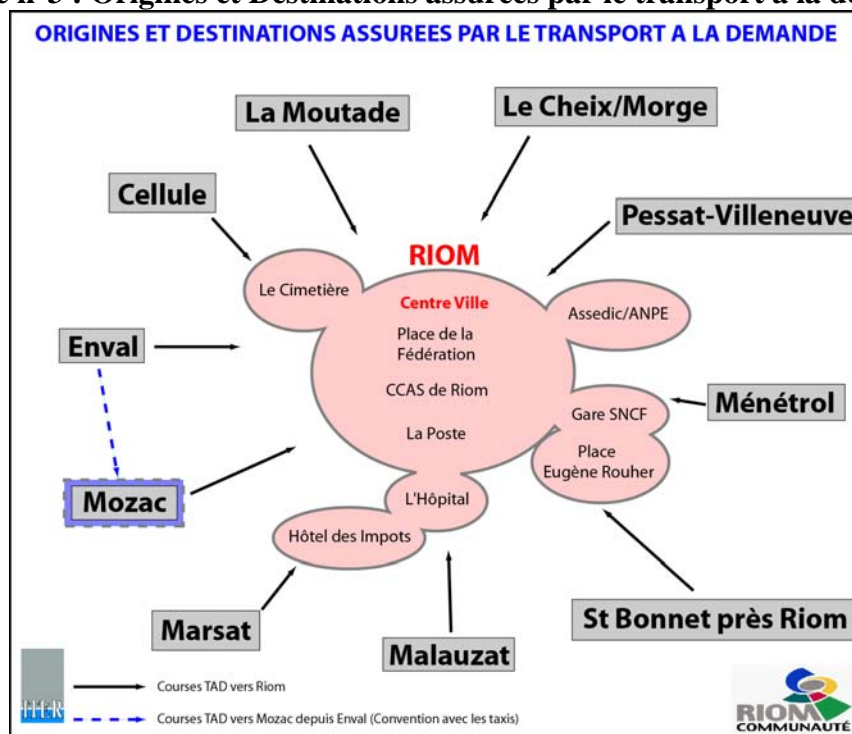 ORIGINES ET DESTINATIONS ASSUREES PAR LE TRANSPORT A LA DEMANDE
La Moutade
Le Cheix/Morge
Cellule
Pessat-Villeneuve
RIOM
Le Cimetière
Centre Ville
Assedic/ANPE
Place de la
Fédération
Enval
CCAS de Riom
Ménétrol
Gare SNCF
La Poste
Place
Eugène Rouher
Mozac
L'Hôpital
Hôtel des Impots
Marsat
St Bonnet près Riom
Malauzat
Courses TAD vers Riom
Courses TAD vers Mozac depuis Enval (Convention avec les taxis)
RIOM
COMMUNAUTÉ